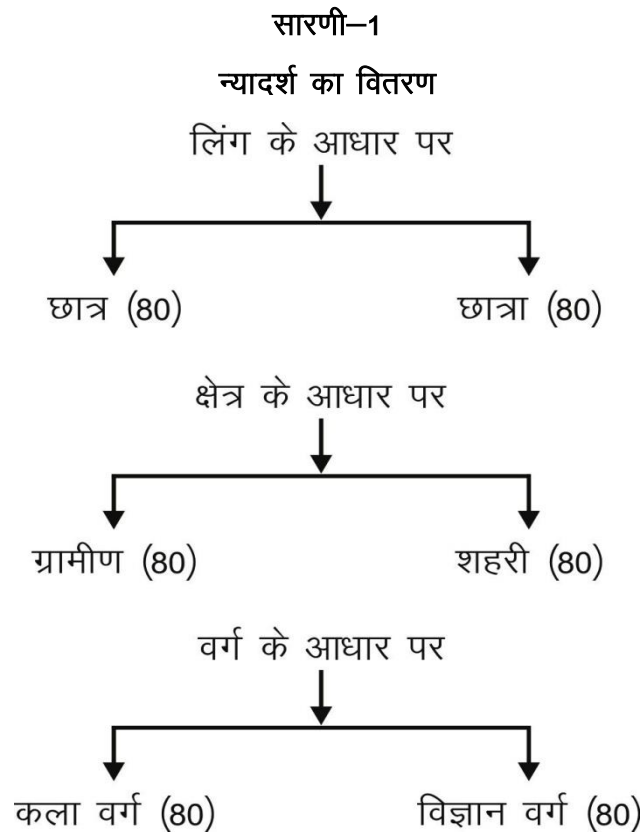 सारणी–1
न्यादर्श का वितरण
लिंग के आधार पर
छात्र (80) छात्रा (80)
क्षेत्र के आधार पर
ग्रामीण (80) शहरी (80)
वर्ग के आधार पर
कला वर्ग (80) विज्ञान वर्ग (80)